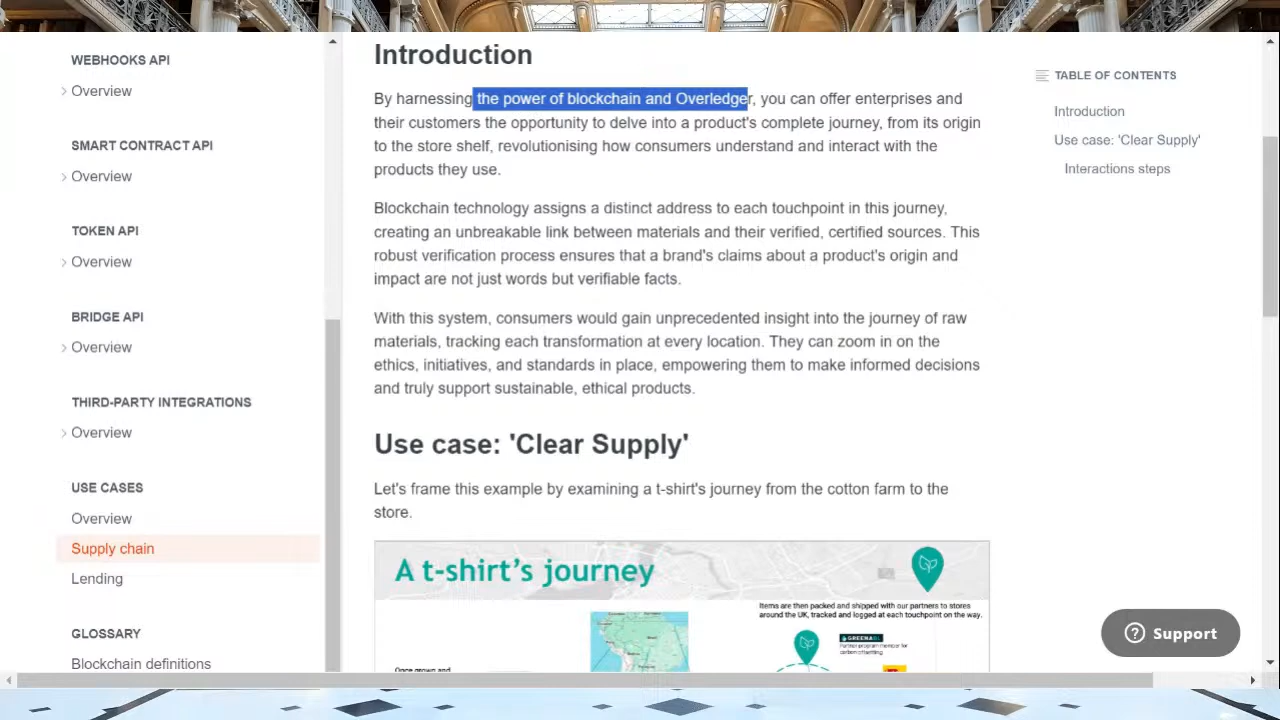 WEBHOOKS API
Overview
SMART CONTRACT API
Overview
TOKEN API
Overview
BRIDGE API
Overview
THIRD-PARTY INTEGRATIONS
Overview
USE CASES
Overview
Supply chain
Lending
GLOSSARY
Blockchain definitions
Introduction
By harnessing the power of blockchain and Overledger, you can offer enterprises and
their customers the opportunity to delve into a product's complete journey, from its origin
to the store shelf, revolutionising how consumers understand and interact with the
products they use.
Blockchain technology assigns a distinct address to each touchpoint in this journey,
creating an unbreakable link between materials and their verified, certified sources. This
robust verification process ensures that a brand's claims about a product's origin and
impact are not just words but verifiable facts.
With this system, consumers would gain unprecedented insight into the journey of raw
materials, tracking each transformation at every location. They can zoom in on the
ethics, initiatives, and standards in place, empowering them to make informed decisions
and truly support sustainable, ethical products.
Use case: 'Clear Supply'
Let's frame this example by examining a t-shirt's journey from the cotton farm to the
store.
A t-shirt's journey
Items are then packed and shipped with our partners to stores
around the UK, tracked and logged at each touchpoint on the way.
Partner program member for
carbon offsetting
Once grown and
TABLE OF CONTENTS
Introduction
Use case: 'Clear Supply'
Interactions steps
Support